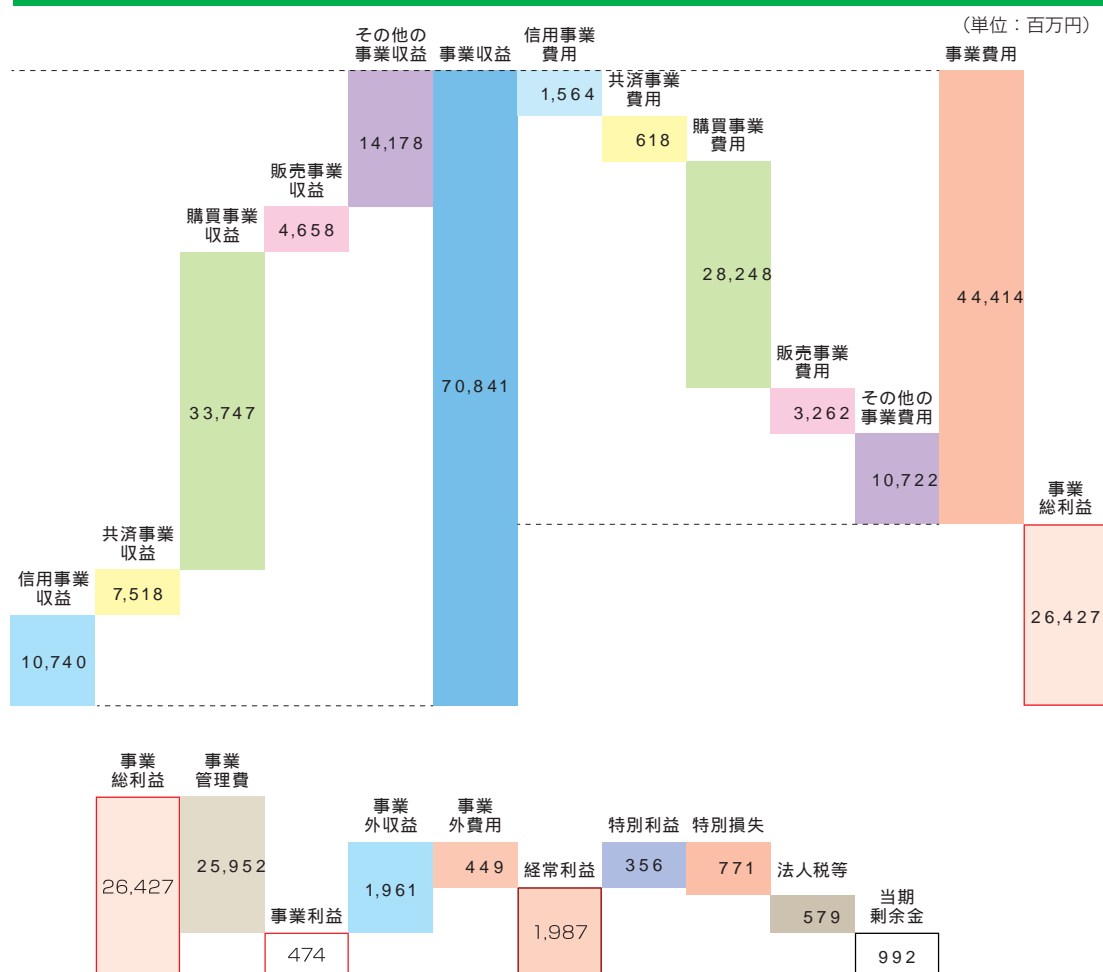 （単位：百万円）
その他の
事業収益
事業収益
信用事業
費用
事業費用
1,564
共済事業
費用
14,178
618
購買事業
費用
販売事業
収益
4,658
購買事業
収益
28,248
44,414
販売事業
費用
70,841
33,747
3,262
その他の
事業費用
10,722
事業
総利益
共済事業
収益
信用事業
収益
7,518
26,427
10,740
事業
総利益
事業
管理費
事業
外収益
事業
外費用
特別利益
特別損失
26,427
25,952
1,961
449
経常利益
356
771
法人税等
事業利益
579
当期
剰余金
474
1,987
992